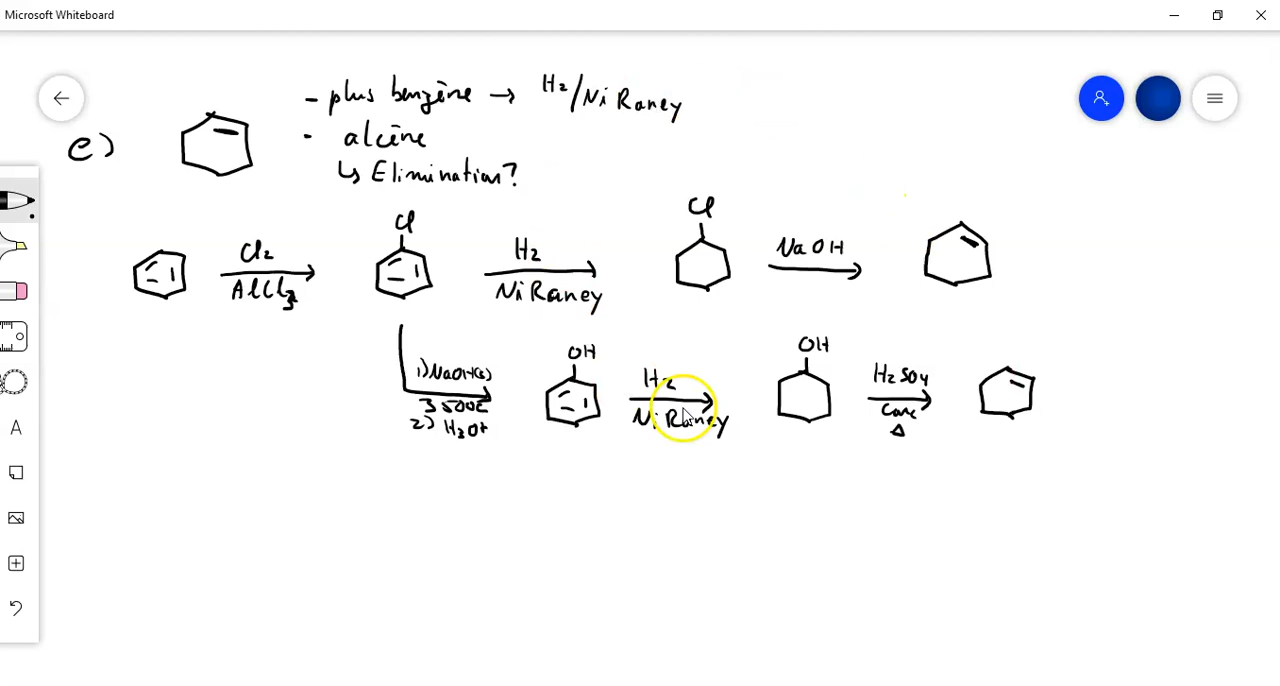 Microsoft Whiteboard
- plus benzène → H2/Ni Raney
e)
- alcène
↳ Elimination?
Cl
Cl
Cl2
AlCl3
H2
Ni Raney
NaOH
1) NaOH(s)
350°C
2) H3O+
OH
H2
Ni Raney
OH
H2SO4
conc
Δ
A